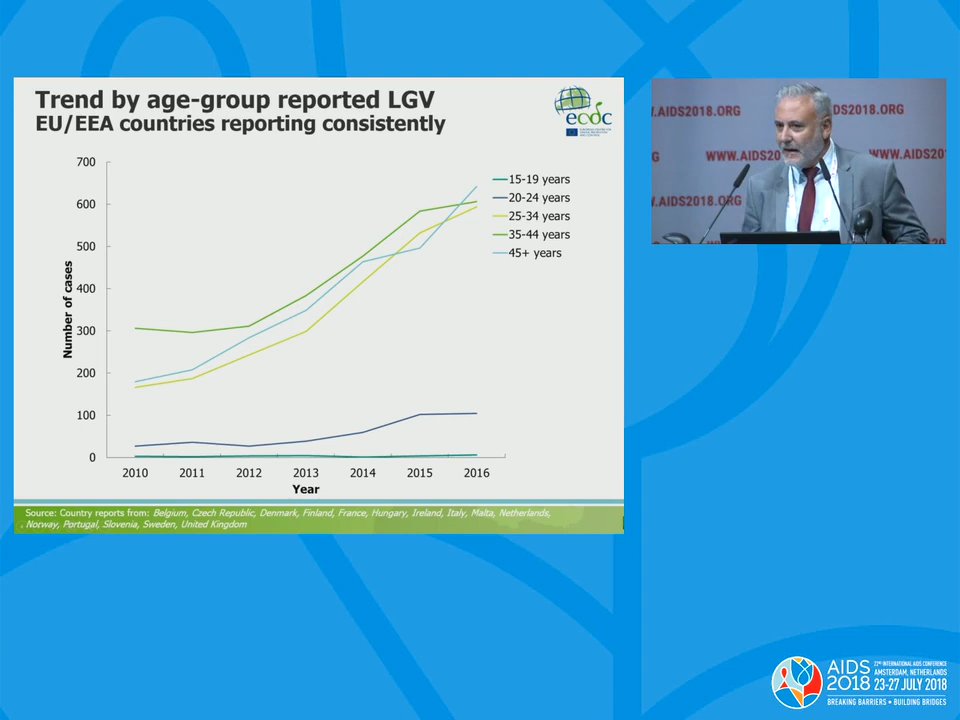 Trend by age-group reported LGV
EU/EEA countries reporting consistently
ecdc
700
600
500
400
300
200
100
0
Number of cases
2010 2011 2012 2013 2014 2015 2016
Year
15-19 years
20-24 years
25-34 years
35-44 years
45+ years
Source: Country reports from: Belgium, Czech Republic, Denmark, Finland, France, Hungary, Ireland, Italy, Malta, Netherlands,
Norway, Portugal, Slovenia, Sweden, United Kingdom
.AIDS2018.ORG
DS2018.ORG
G
WWW.AIDS20
WWW.AIDS20
.AIDS2018.ORG
AIDS 2018
22ND INTERNATIONAL AIDS CONFERENCE
AMSTERDAM, NETHERLANDS
23-27 JULY 2018
BREAKING BARRIERS • BUILDING BRIDGES